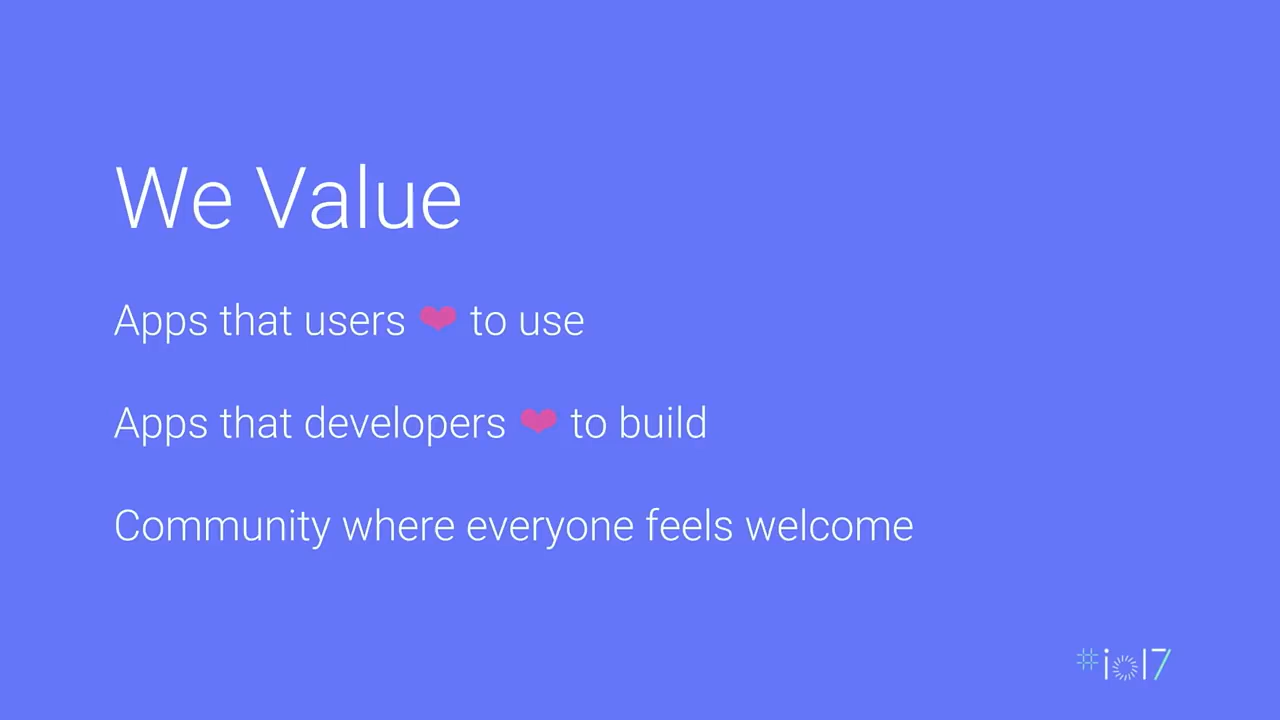 We Value
Apps that users ❤ to use
Apps that developers ❤ to build
Community where everyone feels welcome
#io17